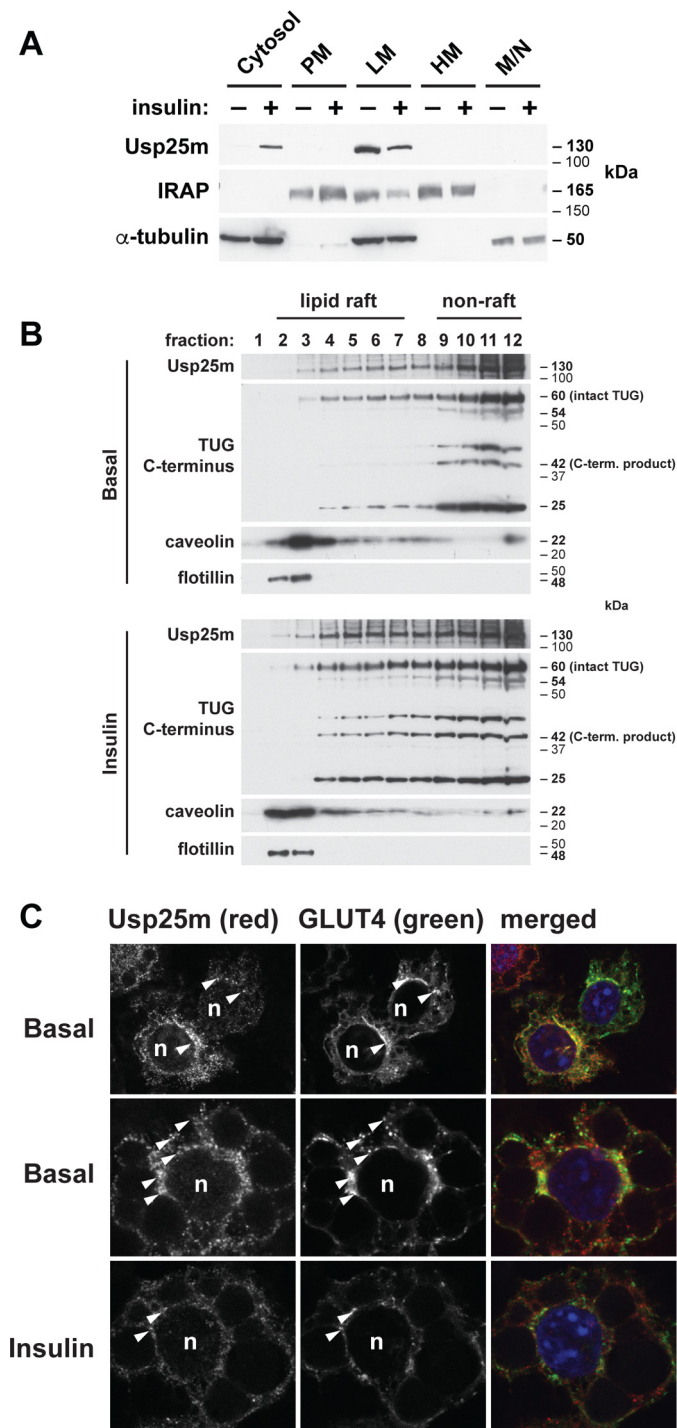 A
Cytosol PM LM HM M/N
insulin: – + – + – + – + – +
Usp25m – 130
– 100
kDa
IRAP – 165
– 150
α-tubulin – 50
B
lipid raft non-raft
fraction: 1 2 3 4 5 6 7 8 9 10 11 12
Basal
Usp25m – 130
– 100
– 60 (intact TUG)
– 54
– 50
TUG
C-terminus – 42 (C-term. product)
– 37
– 25
caveolin – 22
– 20
– 50
flotillin – 48
kDa
Insulin
Usp25m – 130
– 100
– 60 (intact TUG)
– 54
– 50
TUG
C-terminus – 42 (C-term. product)
– 37
– 25
caveolin – 22
– 20
– 50
flotillin – 48
C
Usp25m (red) GLUT4 (green) merged
Basal n n n n
Basal n n
Insulin n n